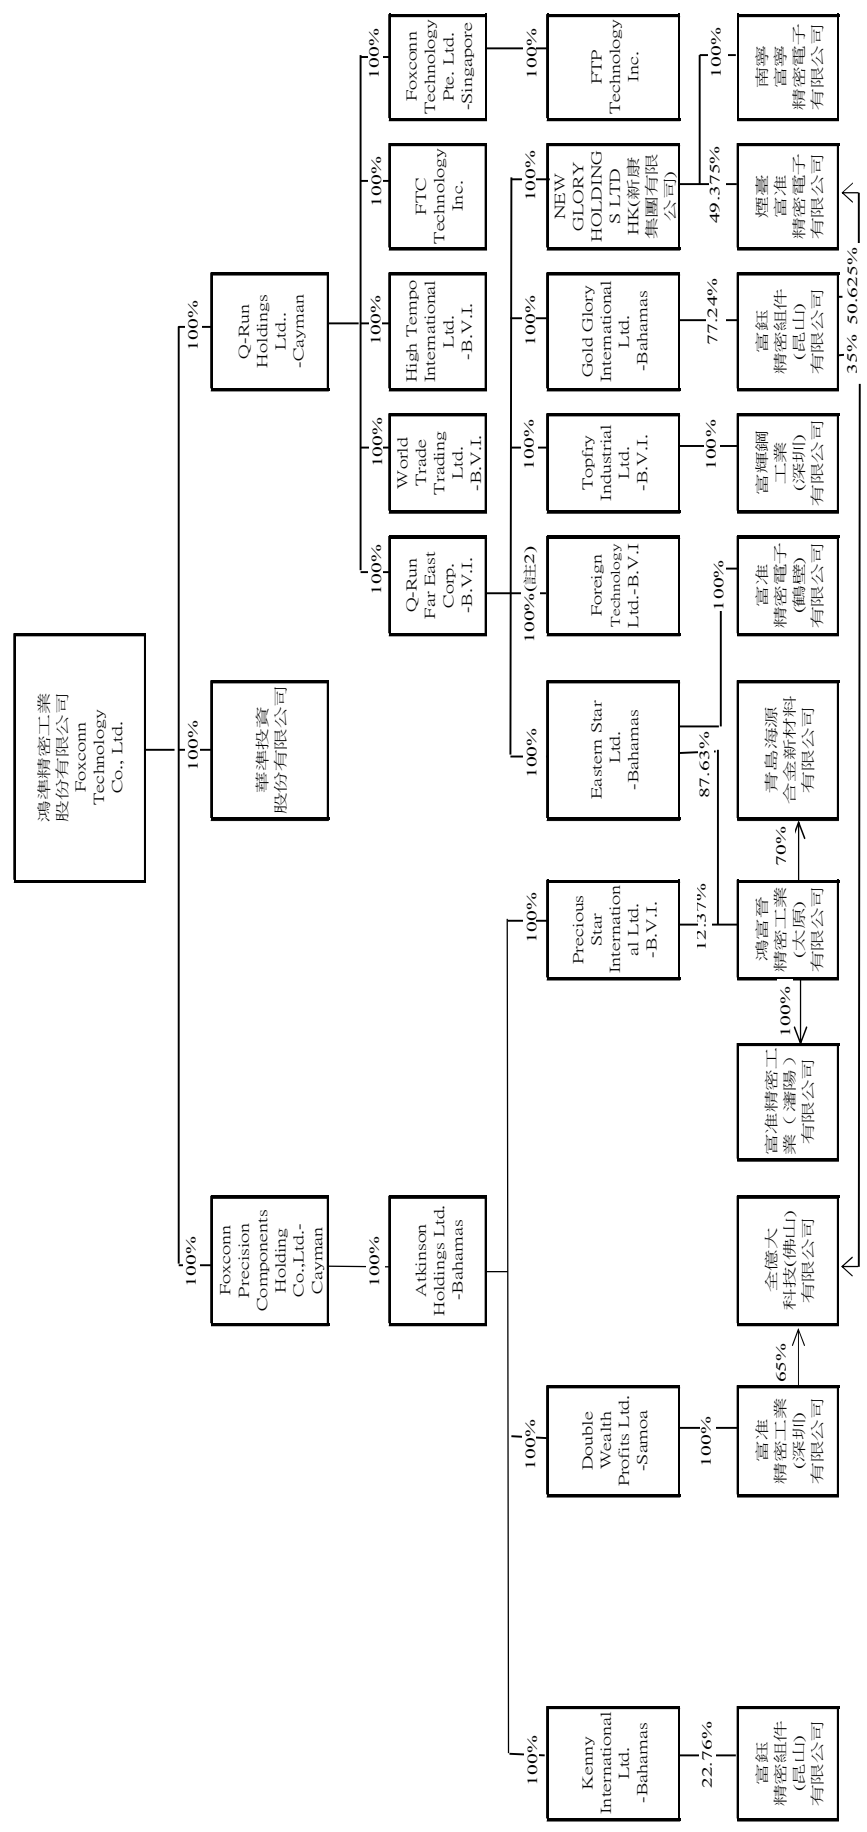 鴻準精密工業
股份有限公司
Foxconn
Technology
Co., Ltd.
100%
100%
100%
Foxconn
Precision
Components
Holding
Co.,Ltd.-
Cayman
華準投資
股份有限公司
Q-Run
Holdings
Ltd..
-Cayman
100%
100%
100%
100%
100%
100%
Atkinson
Holdings Ltd.
-Bahamas
Q-Run
Far East
Corp.
-B.V.I.
World
Trade
Trading
Ltd.
-B.V.I.
High Tempo
International
Ltd.
-B.V.I.
FTC
Technology
Inc.
Foxconn
Technology
Pte. Ltd.
-Singapore
100%
100%
100%
100%
100%(註2)
100%
100%
100%
100%
Kenny
International
Ltd.
-Bahamas
Double
Wealth
Profits Ltd.
-Samoa
Precious
Star
Internation
al Ltd.
-B.V.I.
Eastern Star
Ltd.
-Bahamas
Foreign
Technology
Ltd.-B.V.I
Topfry
Industrial
Ltd.
-B.V.I.
Gold Glory
International
Ltd.
-Bahamas
NEW
GLORY
HOLDING
S LTD
HK(新康
集團有限
公司)
FTP
Technology
Inc.
22.76%
100%
12.37%
87.63%
100%
100%
77.24%
49.375%
100%
富鈺
精密組件
(昆山)
有限公司
富准
精密工業
(深圳)
有限公司
65%
全億大
科技(佛山)
有限公司
富准精密工
業（瀋陽）
有限公司
100%
鴻富晉
精密工業
(太原)
有限公司
70%
青島海源
合金新材料
有限公司
富准
精密電子
(鶴壁)
有限公司
富輝鋼
工業
(深圳)
有限公司
富鈺
精密組件
(昆山)
有限公司
煙臺
富准
精密電子
有限公司
南寧
富寧
精密電子
有限公司
35%
50.625%